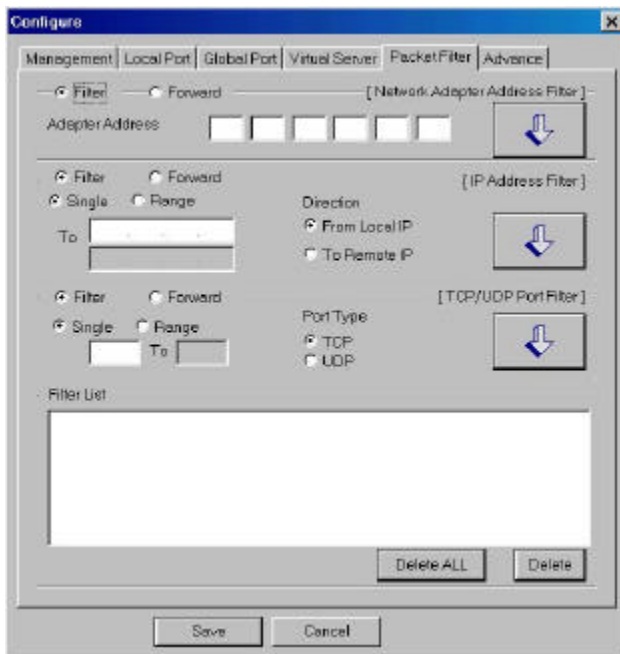 Configure
Management Local Port Global Port Virtual Server Packet Filter Advance
Filter Forward [ Network Adapter Address Filter ]
Adapter Address
Filter Forward [ IP Address Filter ]
Single Range Direction
To From Local IP
To Remote IP
Filter Forward [ TCP/UDP Port Filter ]
Single Range Port Type
To TCP
UDP
Filter List
Delete ALL Delete
Save Cancel